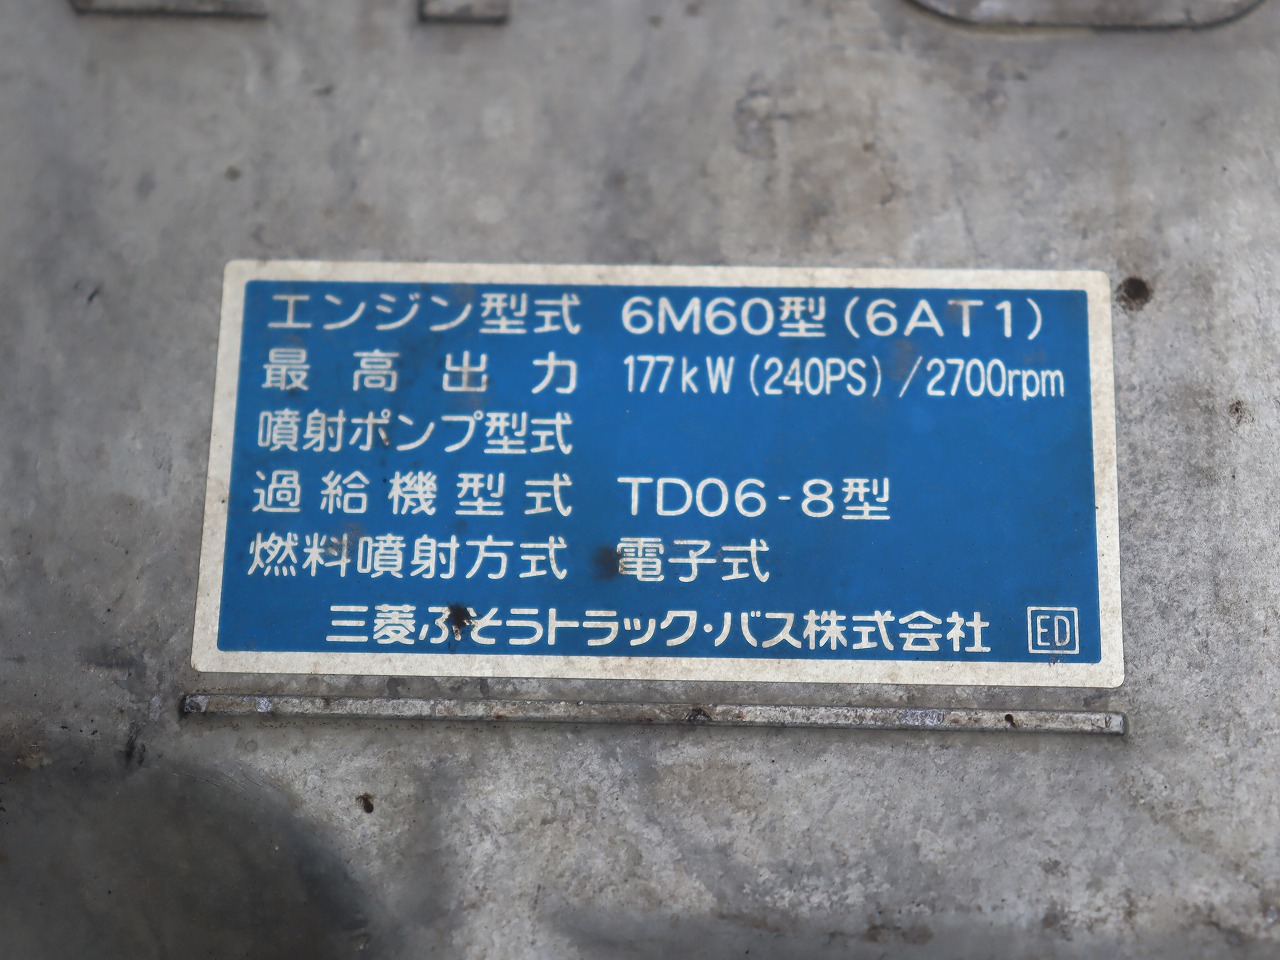 エンジン型式 6M60型(6AT1)
最高出力 177kW(240PS)/2700rpm
噴射ポンプ型式
過給機型式 TD06-8型
燃料噴射方式 電子式
三菱ふそうトラック・バス株式会社 ED